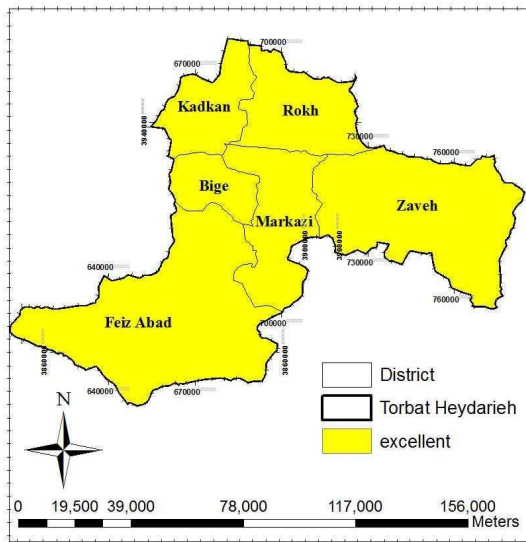 700000
670000
Kadkan
Rokh
3940000
730000
760000
Bige
Zaveh
Markazi
3900000
3900000
640000
730000
760000
Feiz Abad
700000
3860000
3860000
640000
670000
District
Torbat Heydarieh
excellent
N
0 19,500 39,000 78,000 117,000 156,000
Meters